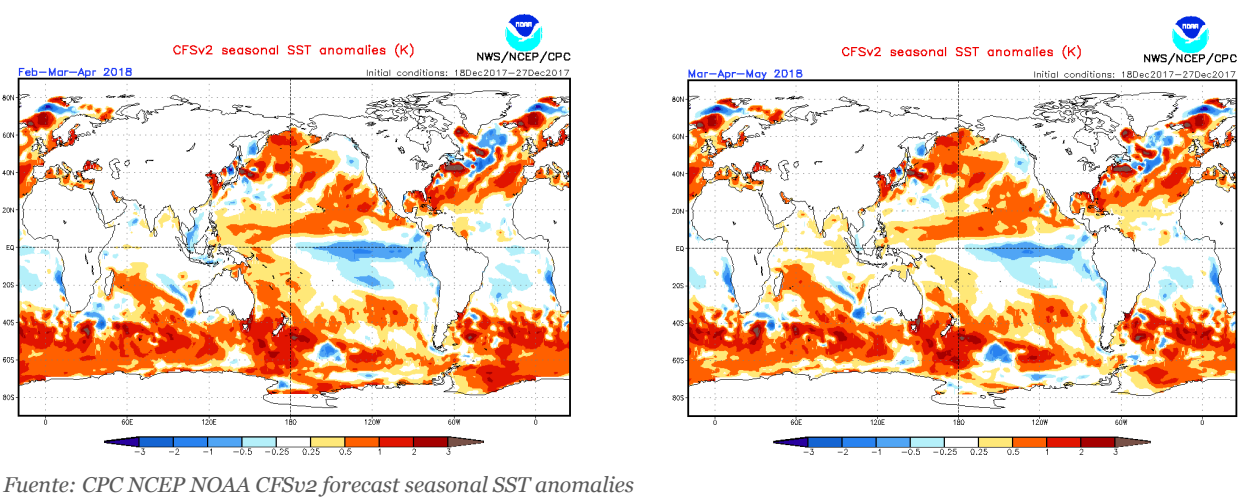 NOAA
NWS/NCEP/CPC
CFSv2 seasonal SST anomalies (K)
Feb-Mar-Apr 2018
Initial conditions: 18Dec2017-27Dec2017
80N
60N
40N
20N
EQ
20S
40S
60S
80S
0
60E
120E
180
120W
60W
0
-3
-2
-1
-0.5
-0.25
0.25
0.5
1
2
3
NOAA
NWS/NCEP/CPC
CFSv2 seasonal SST anomalies (K)
Mar-Apr-May 2018
Initial conditions: 18Dec2017-27Dec2017
80N
60N
40N
20N
EQ
20S
40S
60S
80S
0
60E
120E
180
120W
60W
0
-3
-2
-1
-0.5
-0.25
0.25
0.5
1
2
3
Fuente: CPC NCEP NOAA CFSv2 forecast seasonal SST anomalies